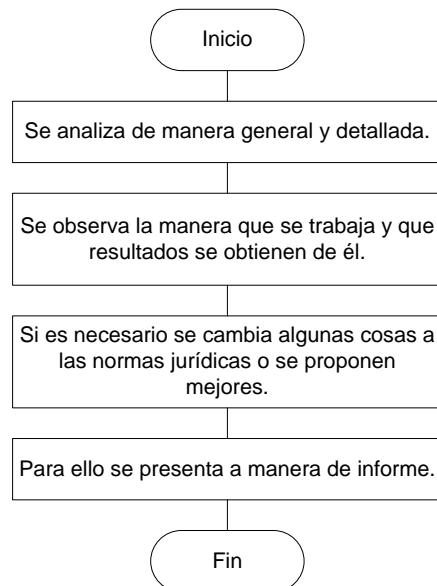 Inicio
Se analiza de manera general y detallada.
Se observa la manera que se trabaja y que
resultados se obtienen de él.
Si es necesario se cambia algunas cosas a
las normas jurídicas o se proponen
mejores.
Para ello se presenta a manera de informe.
Fin